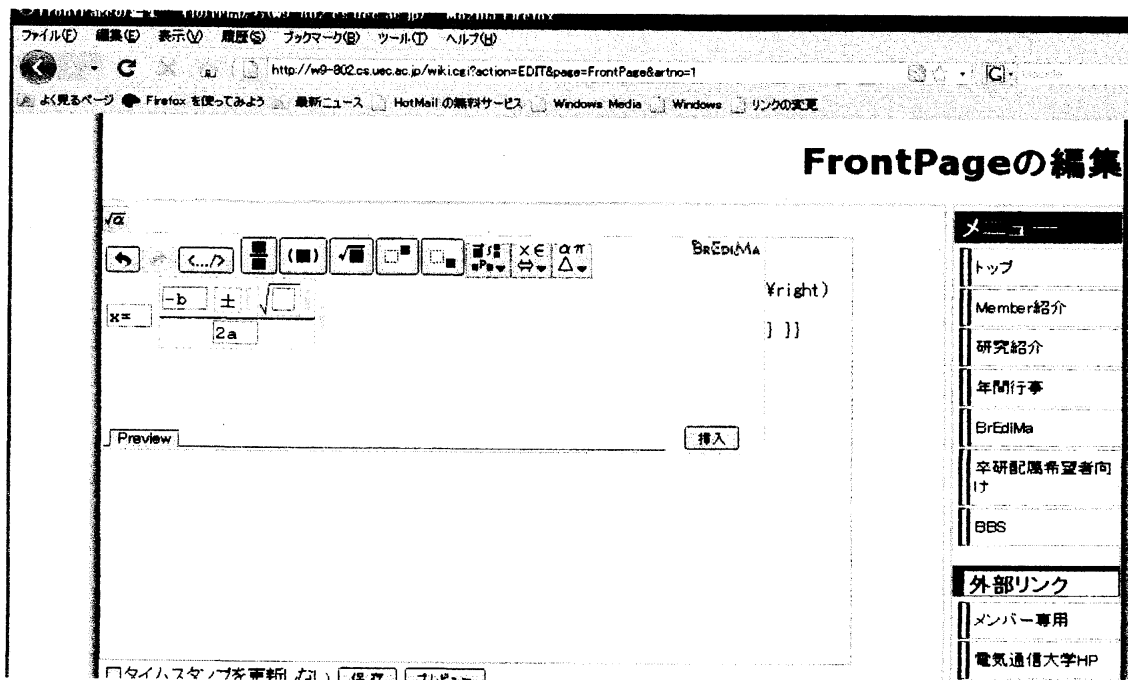 ファイル(F) 編集(E) 表示(V) 履歴(S) ブックマーク(B) ツール(T) ヘルプ(H)
http://w9-802.cs.uec.ac.jp/wiki.cgi?action=EDIT&page=FrontPage&artno=1
よく見るページ Firefox を使ってみよう 最新ニュース HotMail の無料サービス Windows Media Windows リンクの変更
FrontPageの編集
√α
<.../>
BREDIMA
x= -b ± √
2a
¥right)
} }}
Preview
挿入
タイムスタンプを更新しない 保存 プレビュー
メニュー
トップ
Member紹介
研究紹介
年間行事
BrEdiMa
卒研配属希望者向
け
BBS
外部リンク
メンバー専用
電気通信大学HP